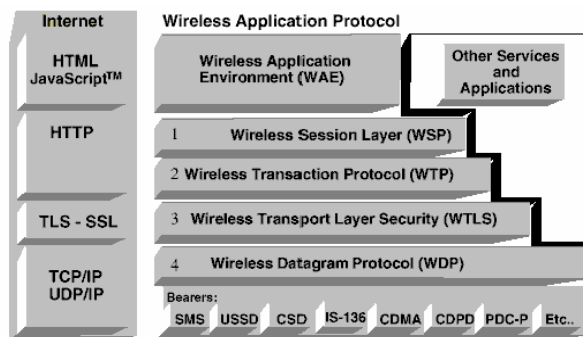 Internet
Wireless Application Protocol
HTML
JavaScript™
Wireless Application
Environment (WAE)
Other Services
and
Applications
HTTP
1 Wireless Session Layer (WSP)
2 Wireless Transaction Protocol (WTP)
TLS - SSL
3 Wireless Transport Layer Security (WTLS)
TCP/IP
UDP/IP
4 Wireless Datagram Protocol (WDP)
Bearers:
SMS USSD CSD IS-136 CDMA CDPD PDC-P Etc..